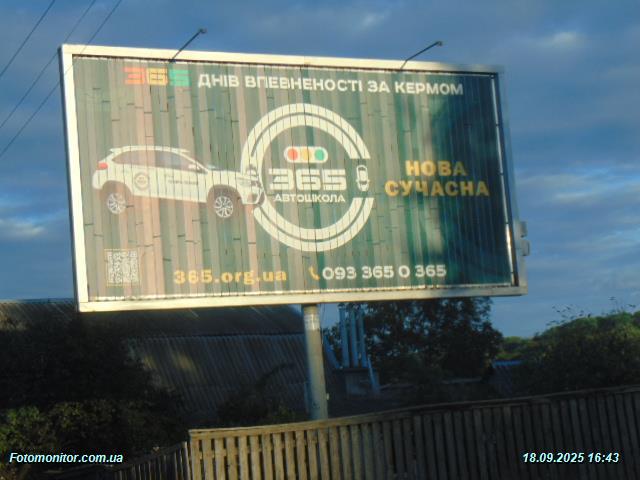 365 ДНІВ ВПЕВНЕНОСТІ ЗА КЕРМОМ
365
АВТОШКОЛА
НОВА
СУЧАСНА
365.org.ua
093 365 0 365
Fotomonitor.com.ua
18.09.2025 16:43